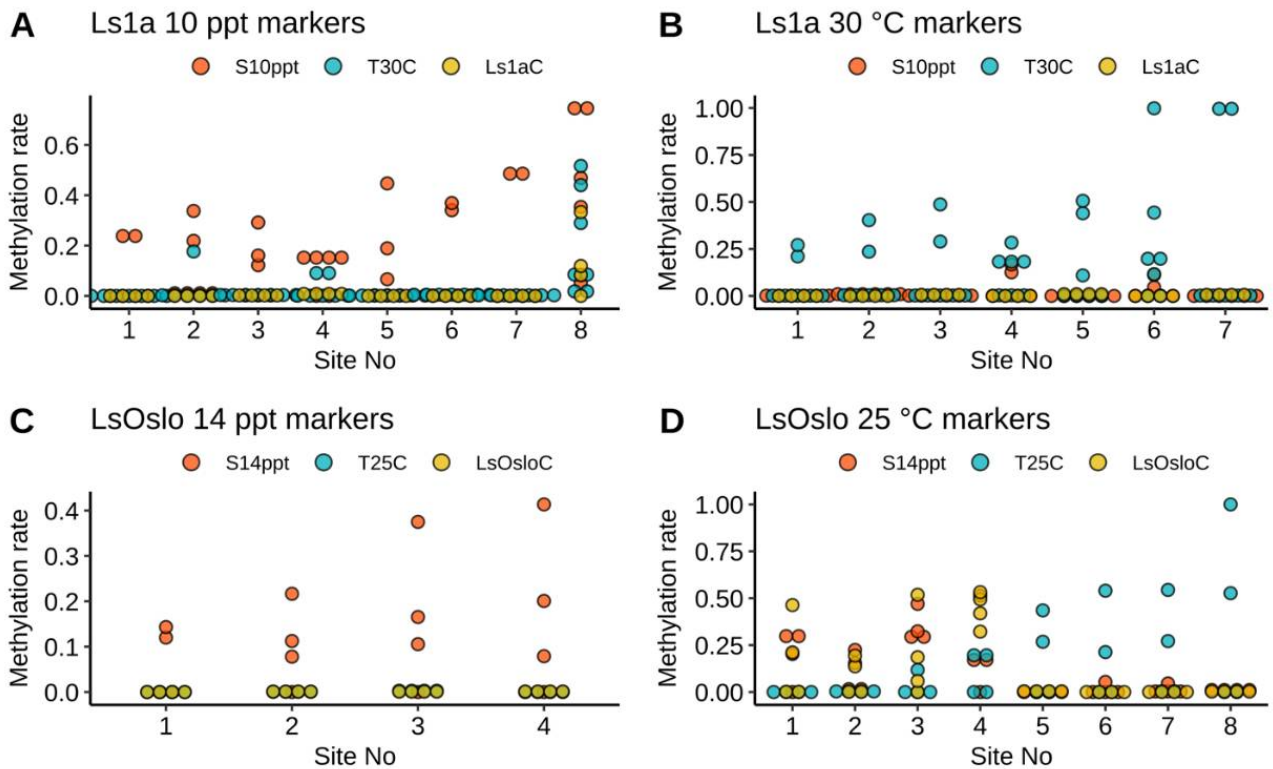 A Ls1a 10 ppt markers
S10ppt T30C Ls1aC
Methylation rate
0.6
0.4
0.2
0.0
1 2 3 4 5 6 7 8
Site No
B Ls1a 30 °C markers
S10ppt T30C Ls1aC
Methylation rate
1.00
0.75
0.50
0.25
0.00
1 2 3 4 5 6 7
Site No
C LsOslo 14 ppt markers
S14ppt T25C LsOsloC
Methylation rate
0.4
0.3
0.2
0.1
0.0
1 2 3 4
Site No
D LsOslo 25 °C markers
S14ppt T25C LsOsloC
Methylation rate
1.00
0.75
0.50
0.25
0.00
1 2 3 4 5 6 7 8
Site No